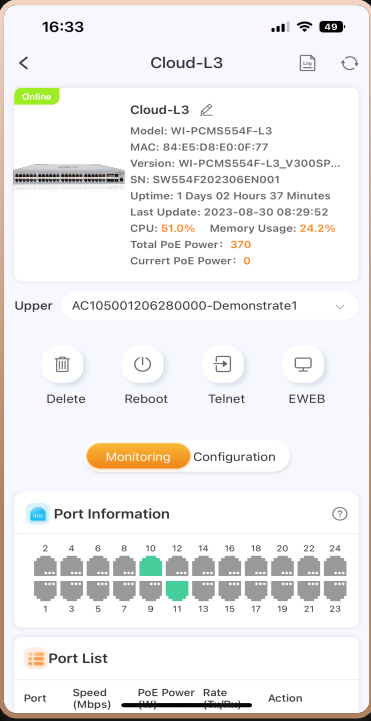 16:33
49
Cloud-L3
Log
Online
Cloud-L3
Model: WI-PCMS554F-L3
MAC: 84:E5:D8:E0:0F:77
Version: WI-PCMS554F-L3_V300SP...
SN: SW554F202306EN001
Uptime: 1 Days 02 Hours 37 Minutes
Last Update: 2023-08-30 08:29:52
CPU: 51.0% Memory Usage: 24.2%
Total PoE Power: 370
Currert PoE Power: 0
Upper AC105001206280000-Demonstrate1
Delete Reboot Telnet EWEB
Monitoring Configuration
Port Information ?
2 4 6 8 10 12 14 16 18 20 22 24
1 3 5 7 9 11 13 15 17 19 21 23
Port List
Port Speed (Mbps) PoE Power (W) Rate (Tx/Rx) Action